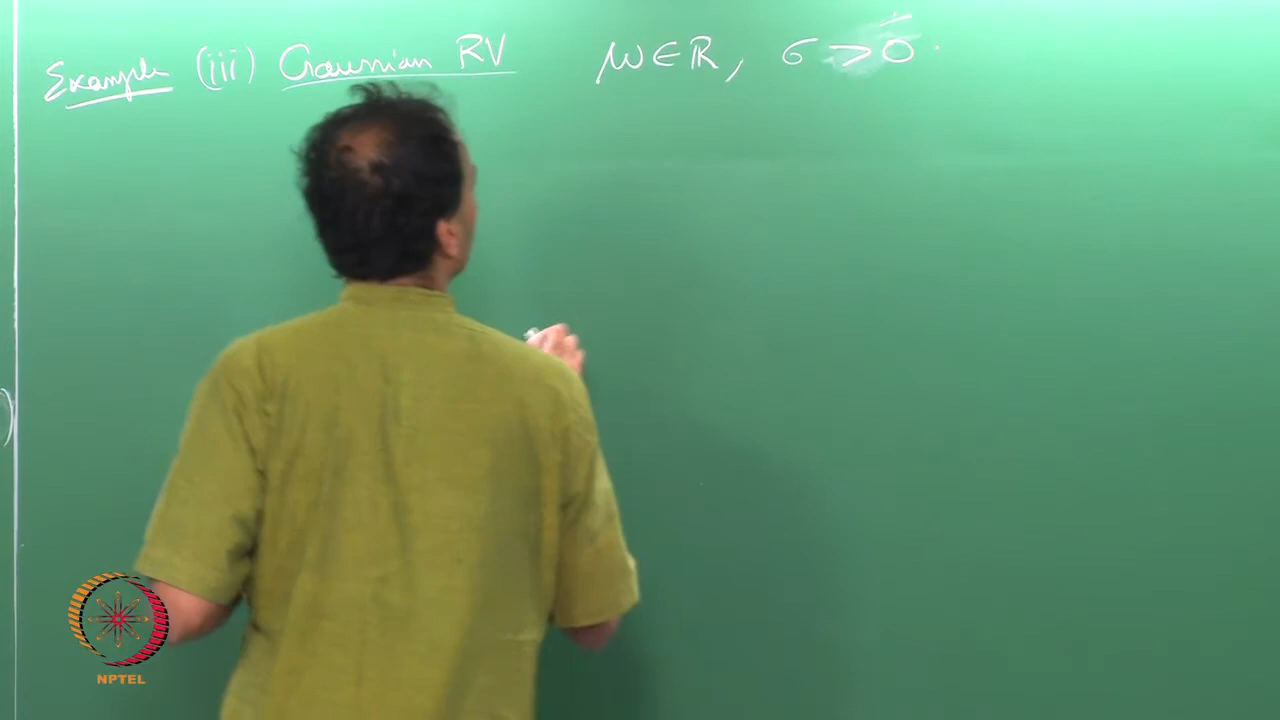 Example (iii) Gaussian RV μ∈ℝ, σ>0.
NPTEL